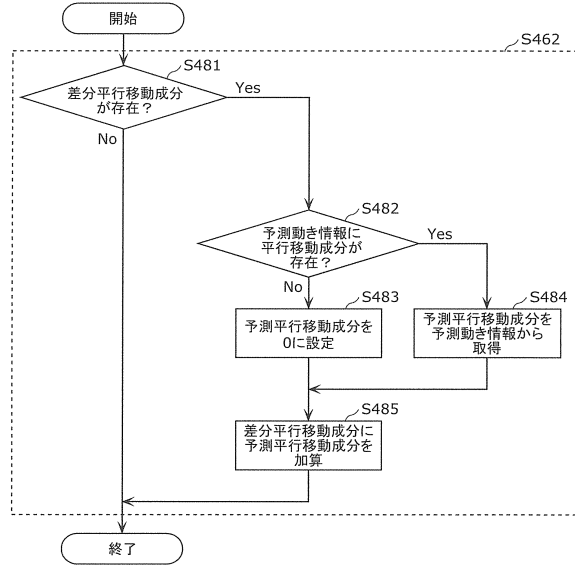 開始
S462
S481
差分平行移動成分
が存在？
Yes
No
S482
予測動き情報に
平行移動成分が
存在？
Yes
No
S483
予測平行移動成分を
0に設定
S484
予測平行移動成分を
予測動き情報から
取得
S485
差分平行移動成分に
予測平行移動成分を
加算
終了